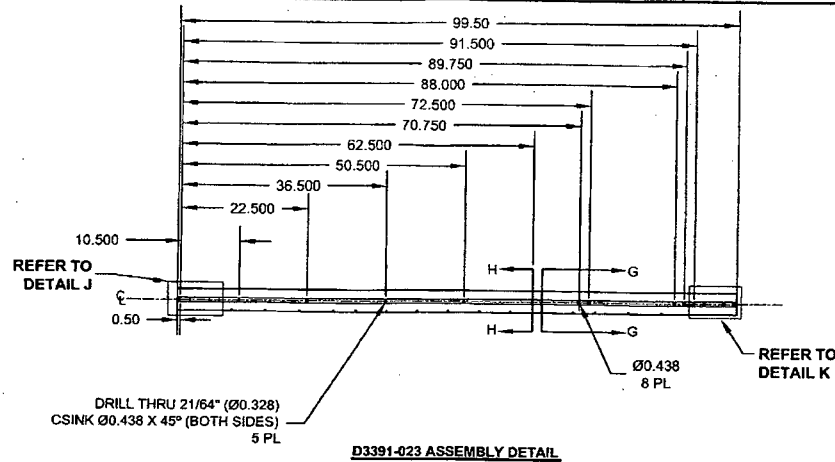 99.50
91.500
89.750
88.000
72.500
70.750
62.500
50.500
36.500
22.500
10.500
REFER TO
DETAIL J
H
G
℄
0.50
H
G
Ø0.438
8 PL
REFER TO
DETAIL K
DRILL THRU 21/64" (Ø0.328)
CSINK Ø0.438 X 45° (BOTH SIDES)
5 PL
D3391-023 ASSEMBLY DETAIL